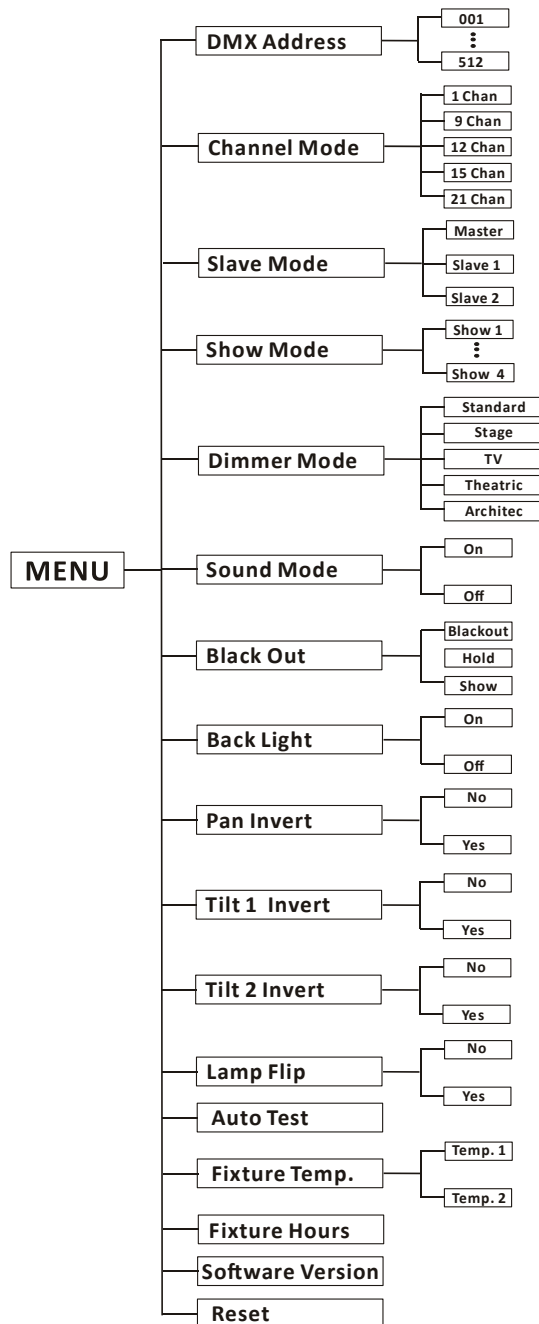 DMX Address
001
512
Channel Mode
1 Chan
9 Chan
12 Chan
15 Chan
21 Chan
Slave Mode
Master
Slave 1
Slave 2
Show Mode
Show 1
Show 4
Dimmer Mode
Standard
Stage
TV
Theatric
Architec
MENU
Sound Mode
On
Off
Black Out
Blackout
Hold
Show
Back Light
On
Off
Pan Invert
No
Yes
Tilt 1 Invert
No
Yes
Tilt 2 Invert
No
Yes
Lamp Flip
No
Yes
Auto Test
Fixture Temp.
Temp. 1
Temp. 2
Fixture Hours
Software Version
Reset